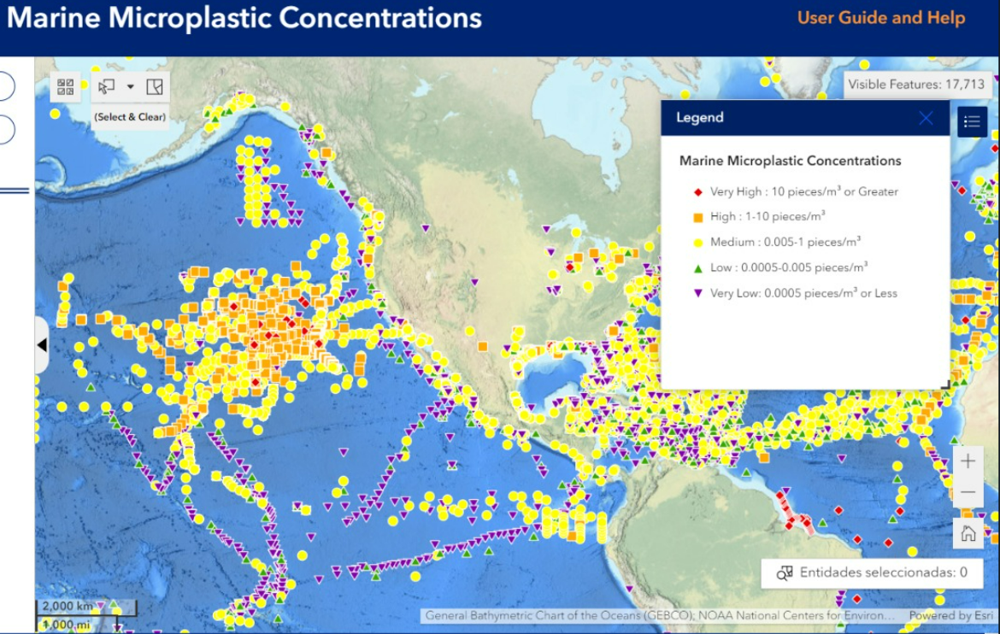 Marine Microplastic Concentrations
User Guide and Help
(Select & Clear)
Visible Features: 17,713
Legend
Marine Microplastic Concentrations
Very High : 10 pieces/m³ or Greater
High : 1-10 pieces/m³
Medium : 0.005-1 pieces/m³
Low : 0.0005-0.005 pieces/m³
Very Low: 0.0005 pieces/m³ or Less
Entidades seleccionadas: 0
2,000 km
1,000 mi
General Bathymetric Chart of the Oceans (GEBCO); NOAA National Centers for Environ... Powered by Esri